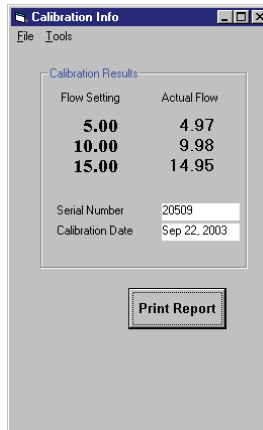 Calibration Info
File Tools
Calibration Results
Flow Setting Actual Flow
5.00 4.97
10.00 9.98
15.00 14.95
Serial Number 20509
Calibration Date Sep 22, 2003
Print Report